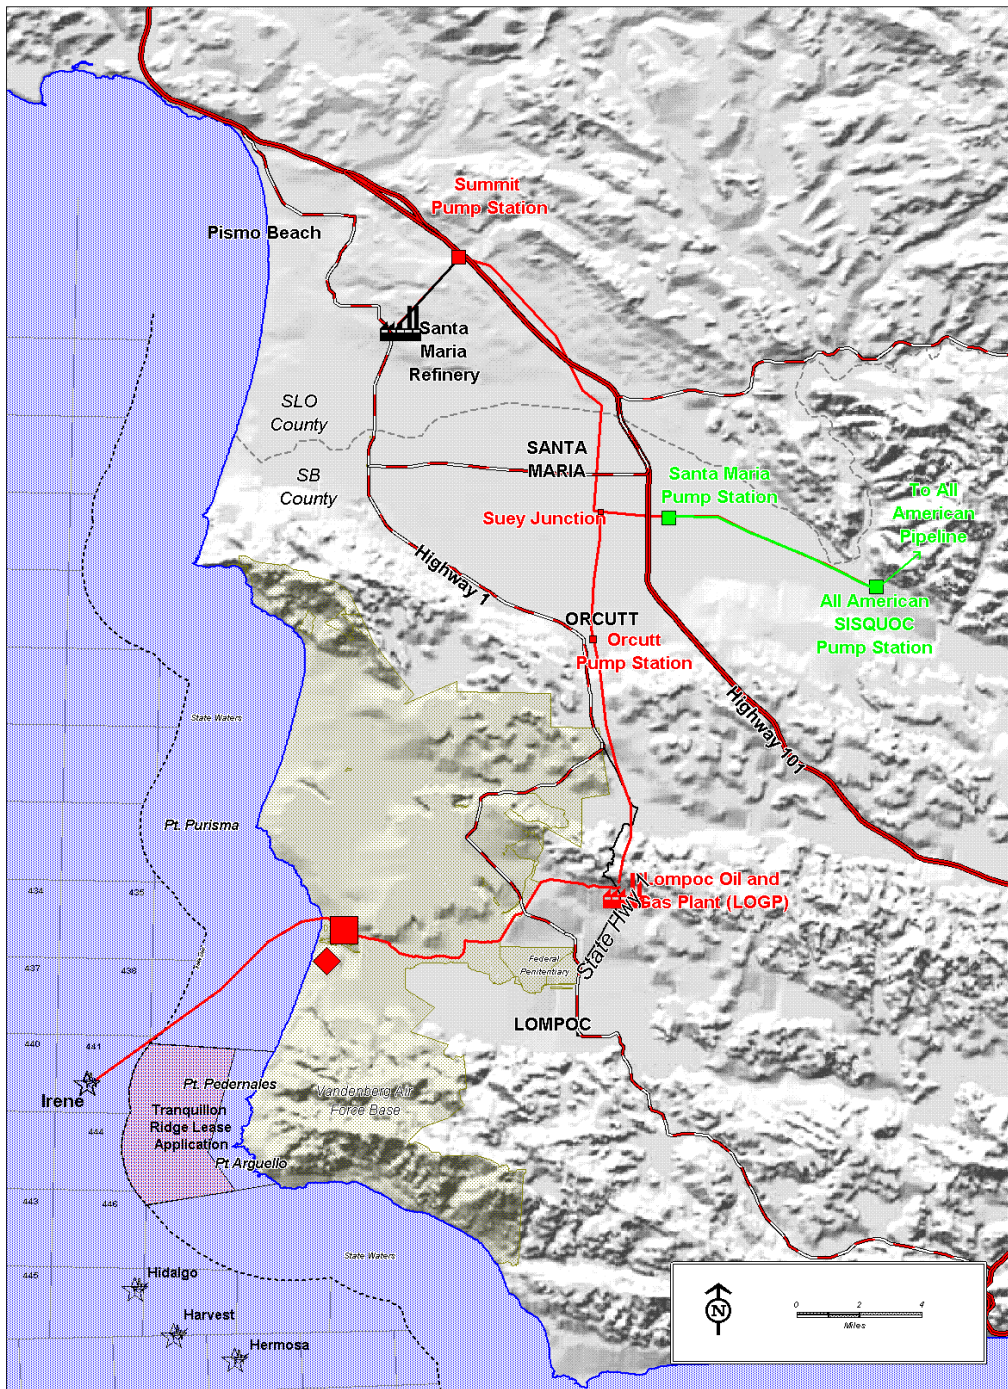 Summit
Pump Station
Pismo Beach
Santa
Maria
Refinery
SLO
County
SANTA
MARIA
SB
County
Santa Maria
Pump Station
To All
American
Pipeline
Suey Junction
Highway 1
All American
SISQUOC
Pump Station
ORCUTT
Orcutt
Pump Station
Highway 101
State Waters
Pt. Purisma
434
435
Lompoc Oil and
Gas Plant (LOGP)
State Hwy 1
437
438
Federal
Penitentiary
LOMPOC
440
441
Irene
Pt. Pedernales
Vandenberg Air
Force Base
Tranquillon
Ridge Lease
Application
444
Pt Arguello
443
446
State Waters
445
Hidalgo
Harvest
Hermosa
N
0 2 4
Miles